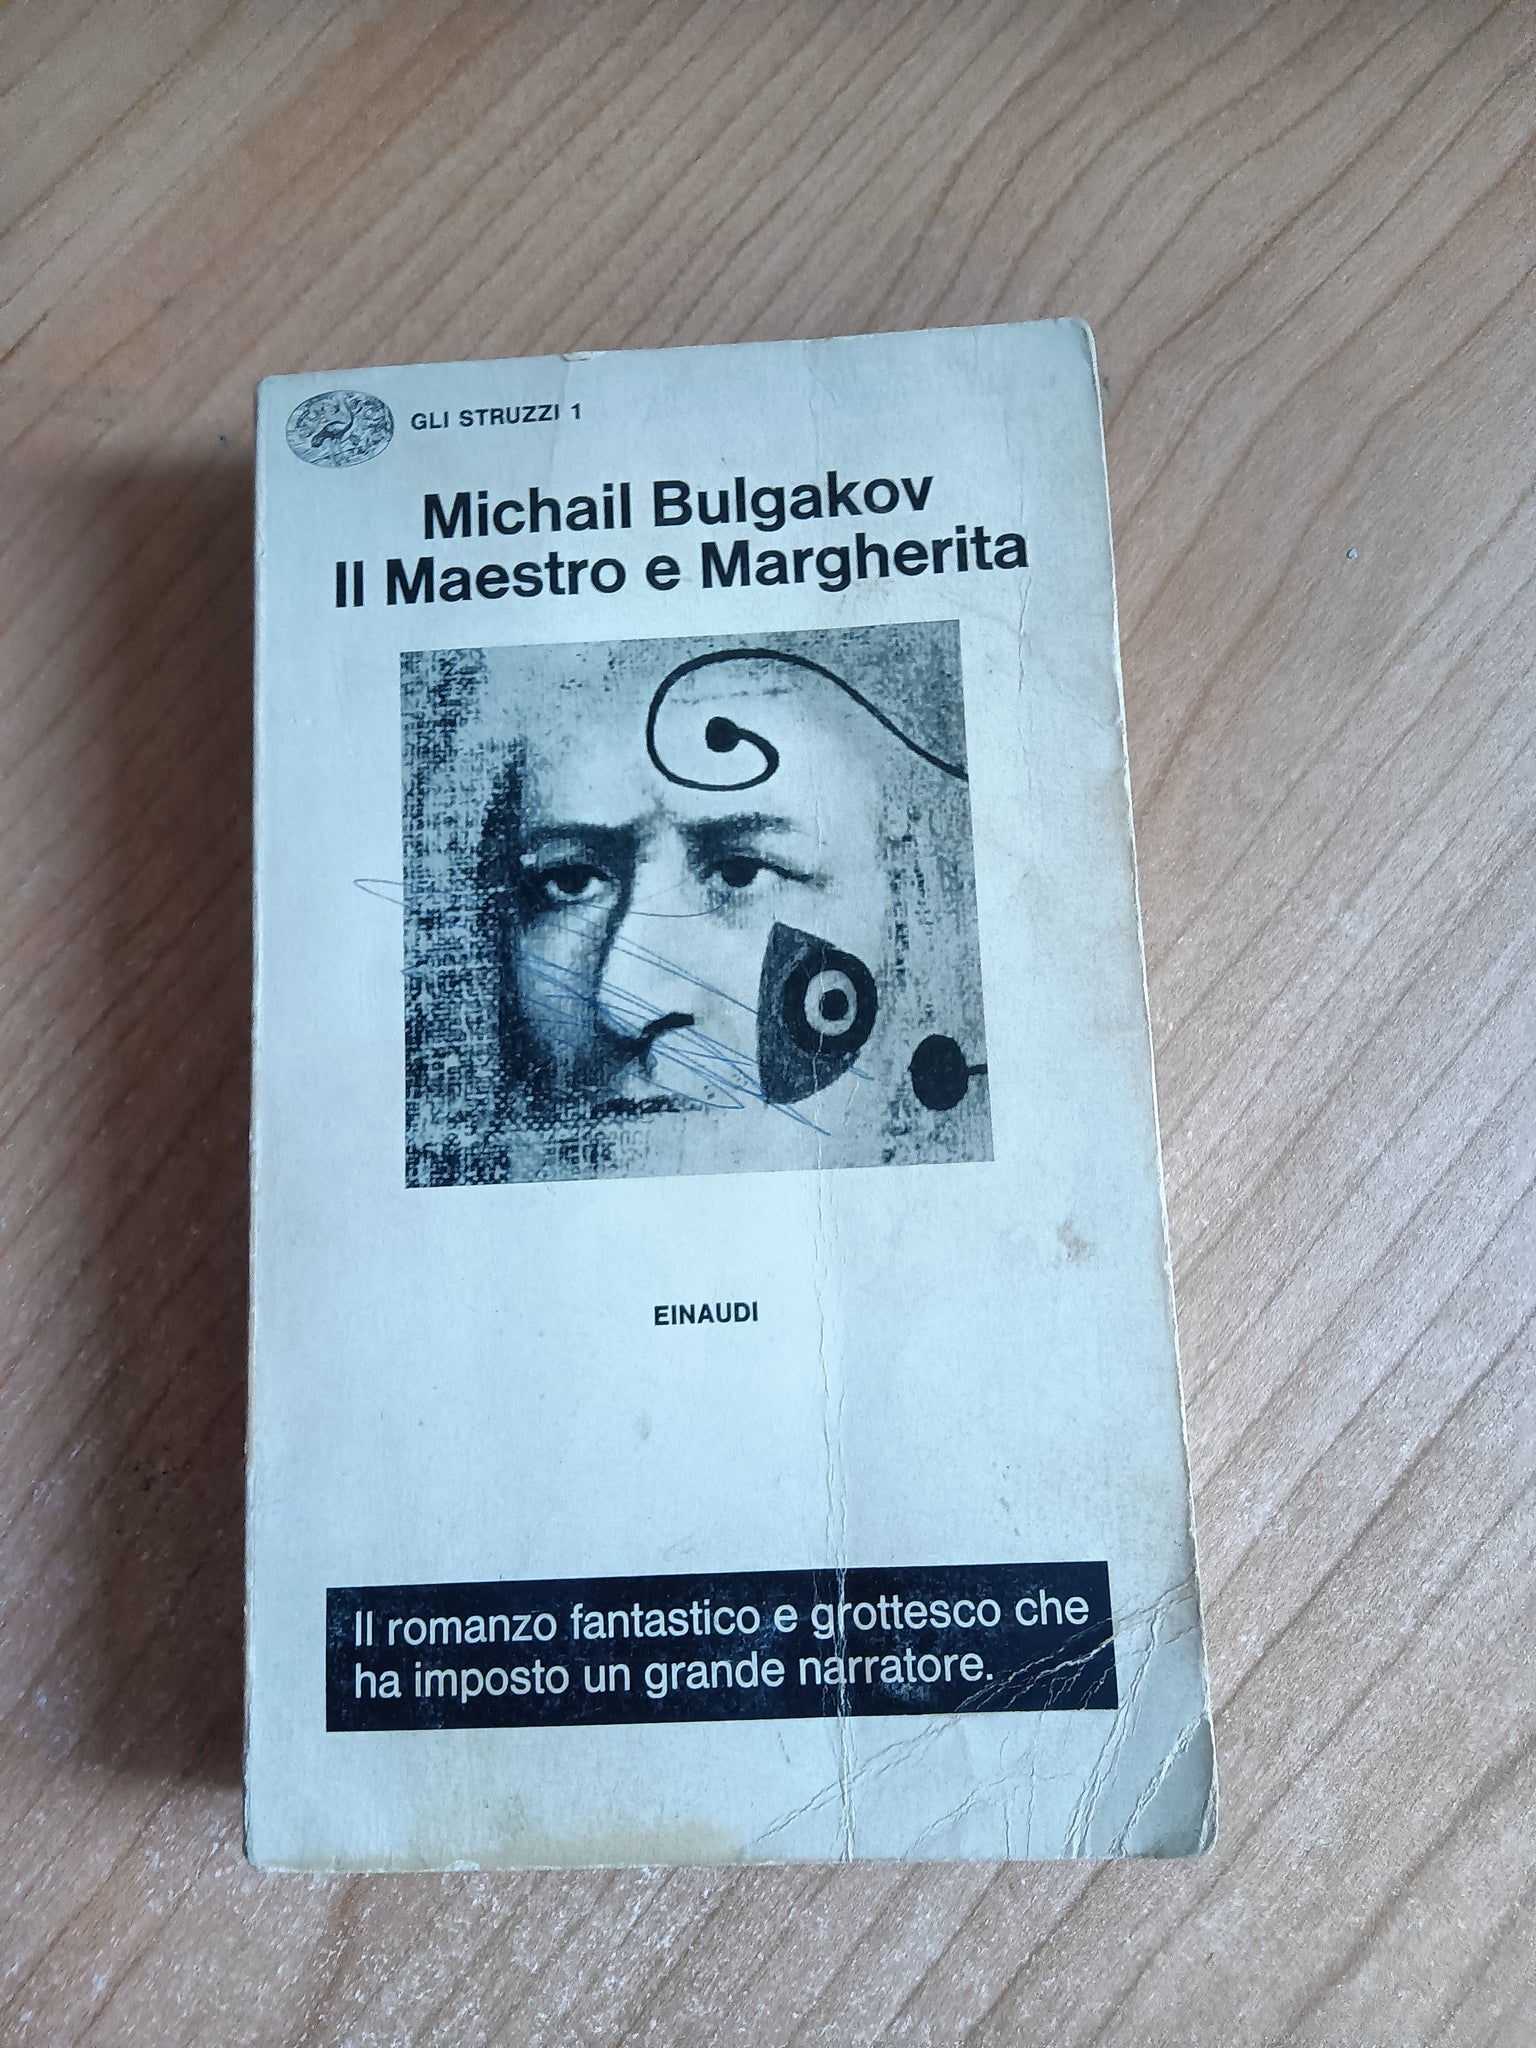 GLI STRUZZI 1
Michail Bulgakov
Il Maestro e Margherita
EINAUDI
Il romanzo fantastico e grottesco che
ha imposto un grande narratore.